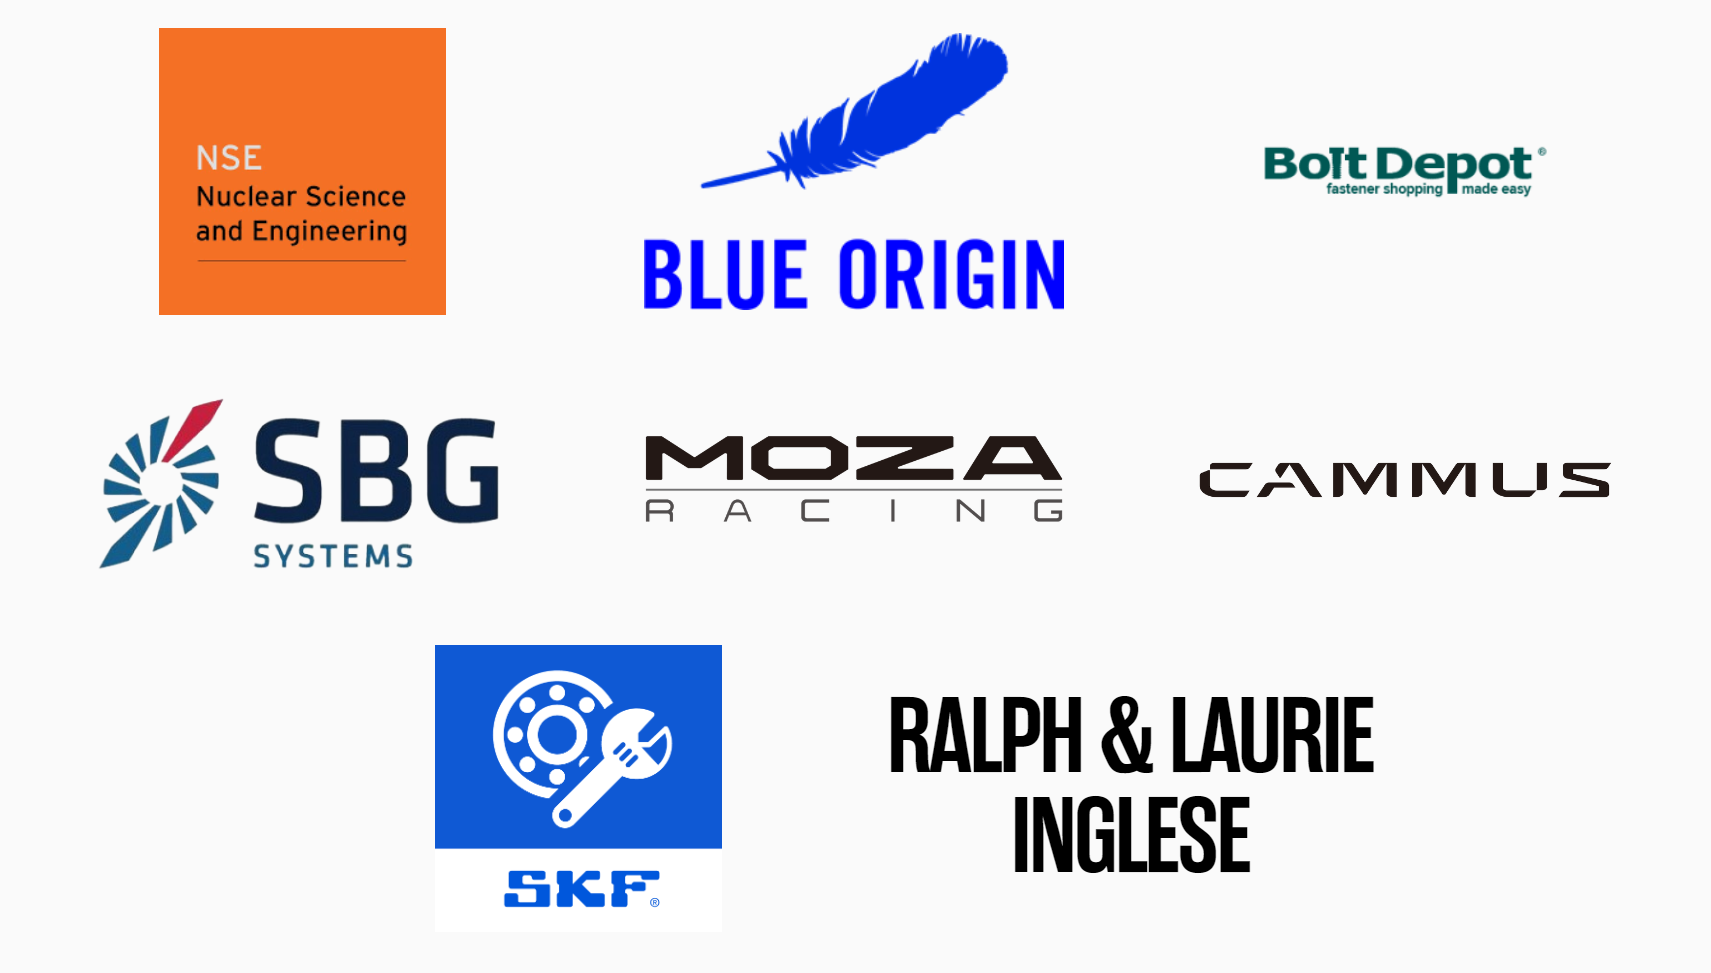 NSE
Nuclear Science
and Engineering
BLUE ORIGIN
Bolt Depot®
fastener shopping made easy
SBG
SYSTEMS
MOZA
RACING
CAMMUS
SKF®
RALPH & LAURIE
INGLESE